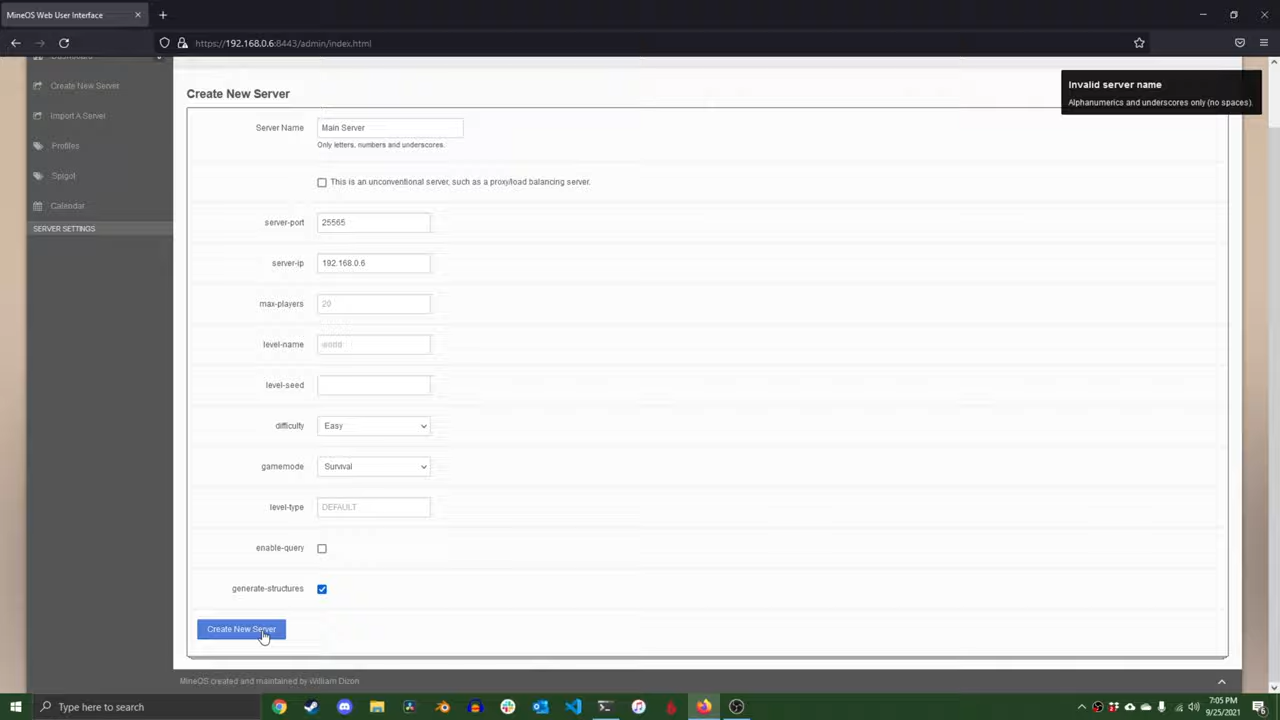 MineOS Web User Interface
https://192.168.0.6:8443/admin/index.html
Dashboard
Create New Server
Import A Server
Profiles
Spigot
Calendar
SERVER SETTINGS
Invalid server name
Alphanumerics and underscores only (no spaces).
Create New Server
Server Name
Main Server
Only letters, numbers and underscores.
This is an unconventional server, such as a proxy/load balancing server.
server-port
25565
server-ip
192.168.0.6
max-players
20
level-name
world
level-seed
difficulty
Easy
gamemode
Survival
level-type
DEFAULT
enable-query
generate-structures
Create New Server
MineOS created and maintained by William Dizon
Type here to search
7:05 PM
9/25/2021
6